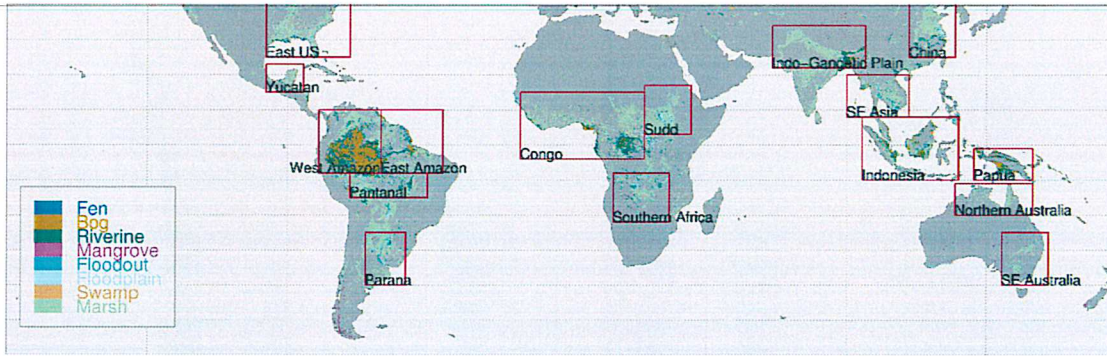 East US
China
Indo-Gangetic Plain
Yucatan
SE Asia
Sudd
Congo
West Amazon
East Amazon
Indonesia
Papua
Pantanal
Northern Australia
Southern Africa
Parana
SE Australia
Fen
Bog
Riverine
Mangrove
Floodout
Floodplain
Swamp
Marsh